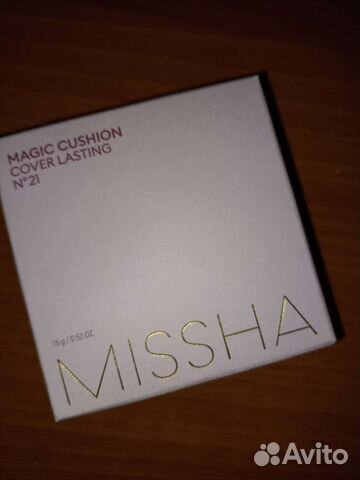 MAGIC CUSHION
COVER LASTING
N°21
15 g / 0.52 OZ.
MISSHA
Avito